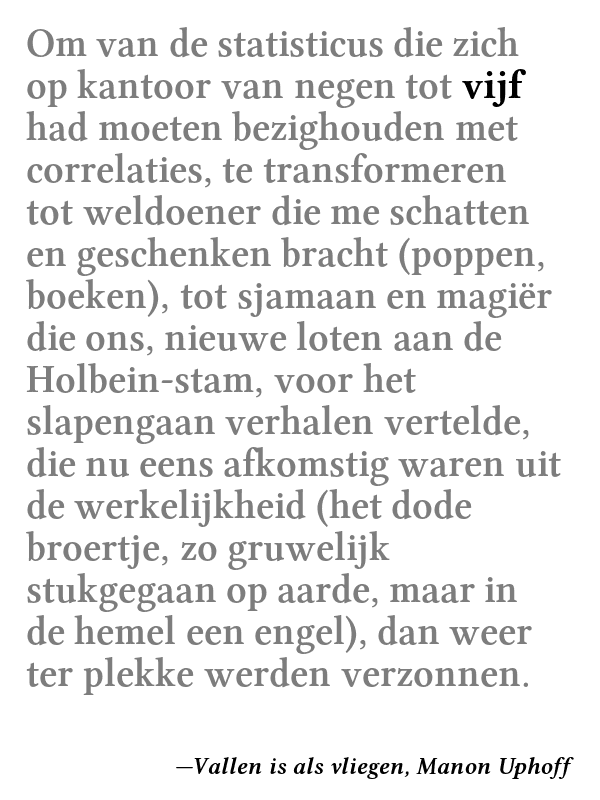 Om van de statisticus die zich
op kantoor van negen tot vijf
had moeten bezighouden met
correlaties, te transformeren
tot weldoener die me schatten
en geschenken bracht (poppen,
boeken), tot sjamaan en magiër
die ons, nieuwe loten aan de
Holbein-stam, voor het
slapengaan verhalen vertelde,
die nu eens afkomstig waren uit
de werkelijkheid (het dode
broertje, zo gruwelijk
stukgegaan op aarde, maar in
de hemel een engel), dan weer
ter plekke werden verzonnen.
—Vallen is als vliegen, Manon Uphoff